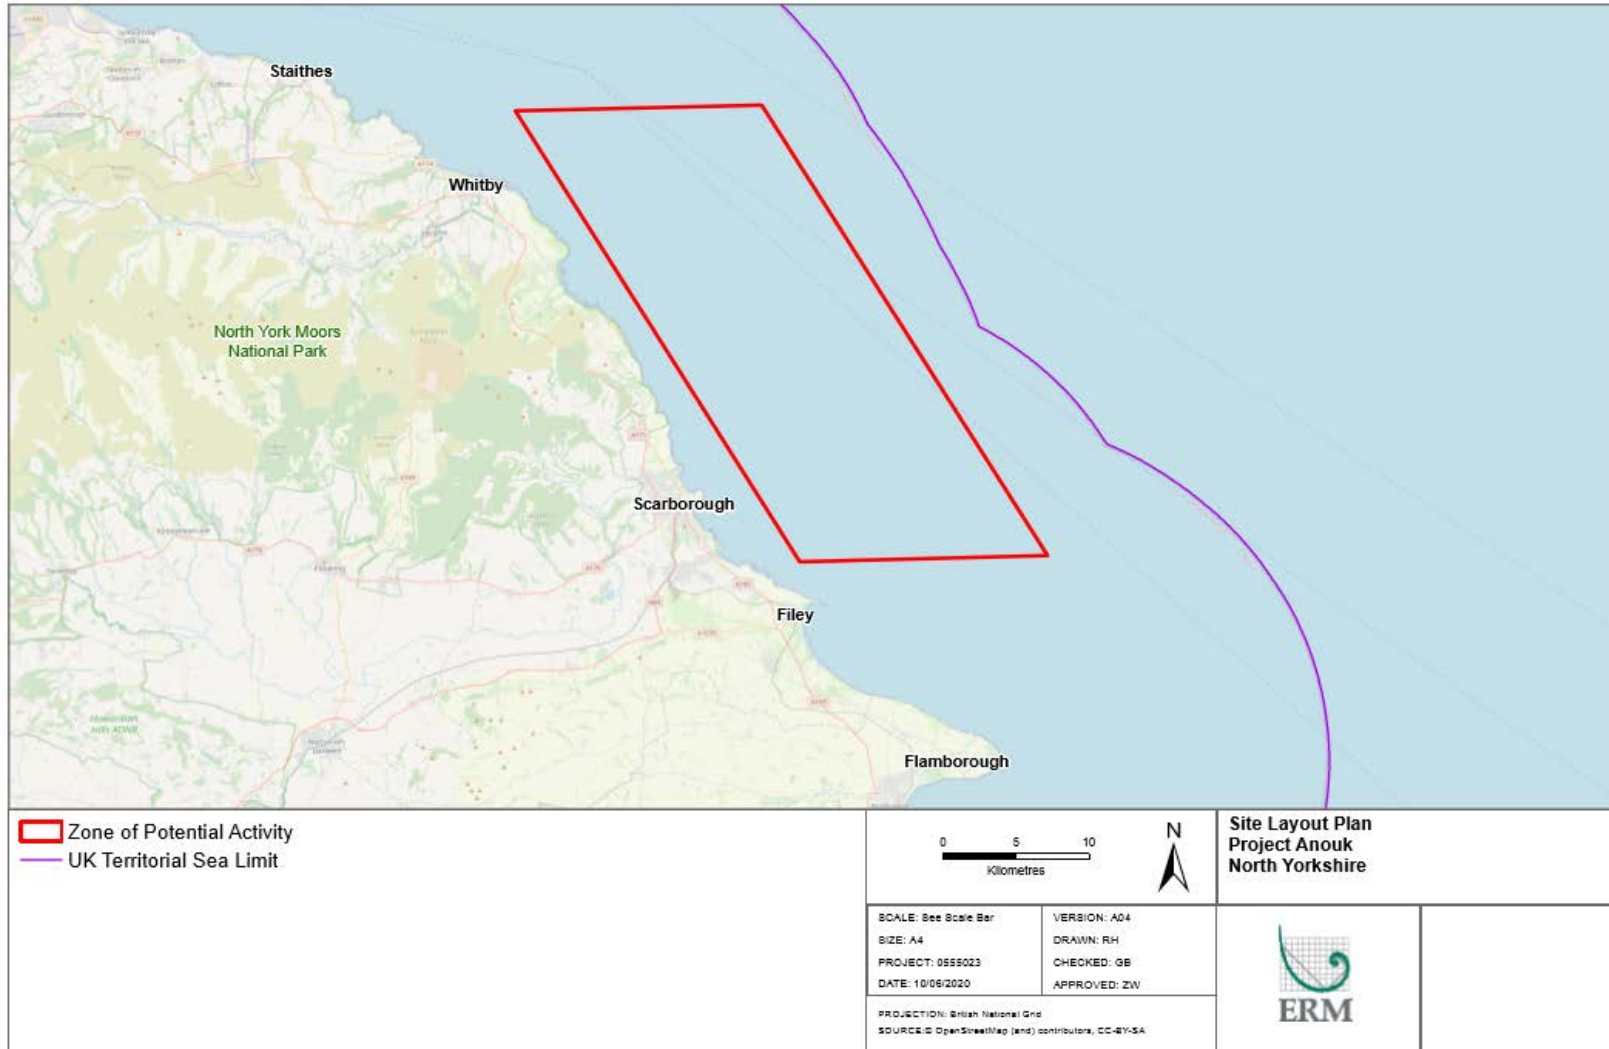 Staithes
Whitby
North York Moors
National Park
Scarborough
Filey
Flamborough
Zone of Potential Activity
UK Territorial Sea Limit
0 5 10
Kilometres
N
Site Layout Plan
Project Anouk
North Yorkshire
SCALE: See Scale Bar
VERSION: A04
SIZE: A4
DRAWN: RH
PROJECT: 0555023
CHECKED: GB
DATE: 10/06/2020
APPROVED: ZW
PROJECTION: British National Grid
SOURCE:© OpenStreetMap (and) contributors, CC-BY-SA
ERM